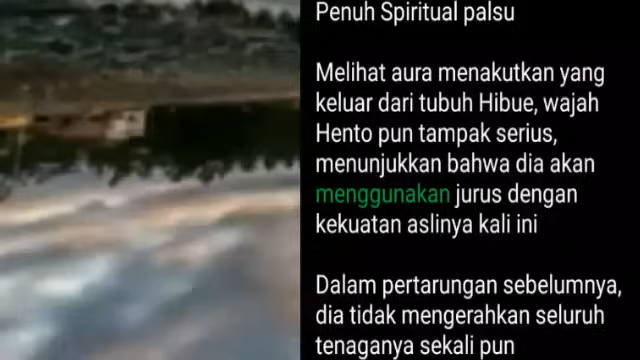 Penuh Spiritual palsu
Melihat aura menakutkan yang
keluar dari tubuh Hibue, wajah
Hento pun tampak serius,
menunjukkan bahwa dia akan
menggunakan jurus dengan
kekuatan aslinya kali ini
Dalam pertarungan sebelumnya,
dia tidak mengerahkan seluruh
tenaganya sekali pun